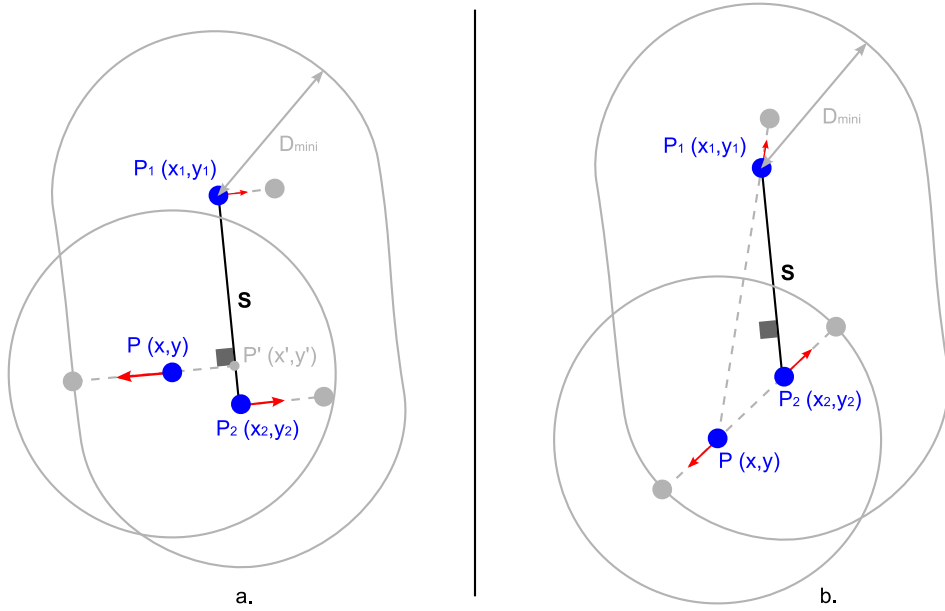 Dmini
P₁ (x₁,y₁)
S
P (x,y)
P' (x',y')
P₂ (x₂,y₂)
a.
Dmini
P₁ (x₁,y₁)
S
P₂ (x₂,y₂)
P (x,y)
b.